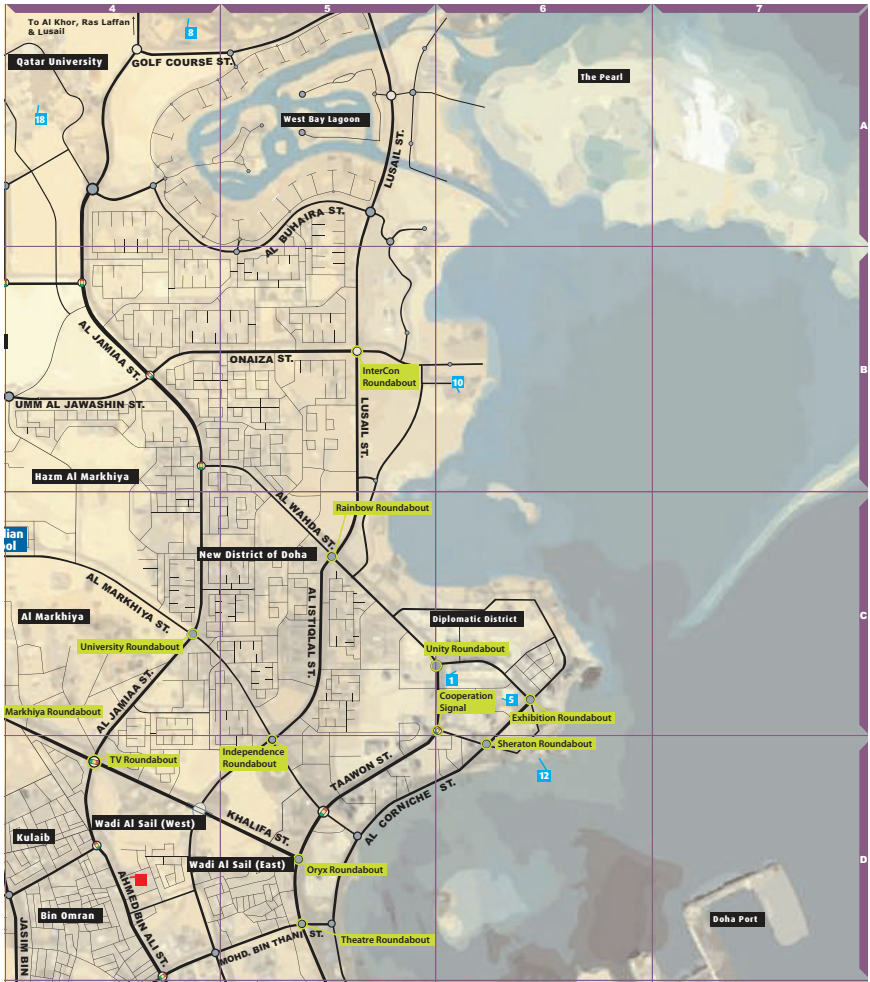 4
5
6
7
To Al Khor, Ras Laffan
& Lusail
8
Qatar University
GOLF COURSE ST.
The Pearl
18
West Bay Lagoon
A
LUSAIL ST.
AL BUHAIRA ST.
AL JAMIAA ST.
ONAIZA ST.
InterCon
Roundabout
10
B
UMM AL JAWASHIN ST.
LUSAIL ST.
Hazm Al Markhiya
AL WAHDA ST.
Rainbow Roundabout
lian
ool
New District of Doha
AL MARKHIYA ST.
AL ISTIQLAL ST.
Al Markhiya
Diplomatic District
C
University Roundabout
Unity Roundabout
1
AL JAMIAA ST.
Cooperation
Signal
5
Markhiya Roundabout
Exhibition Roundabout
Sheraton Roundabout
TV Roundabout
Independence
Roundabout
TAAWON ST.
12
AL CORNICHE ST.
Wadi Al Sail (West)
KHALIFA ST.
Kulaib
Wadi Al Sail (East)
Oryx Roundabout
D
AHMED BIN ALI ST.
Bin Omran
Doha Port
JASIM BIN
MOHD. BIN THANI ST.
Theatre Roundabout